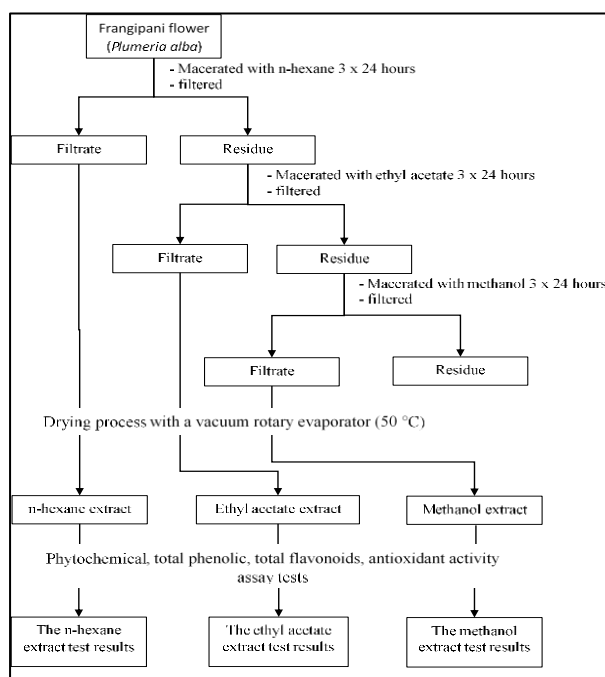 Frangipani flower
(Plumeria alba)
- Macerated with n-hexane 3 x 24 hours
- filtered
Filtrate
Residue
- Macerated with ethyl acetate 3 x 24 hours
- filtered
Filtrate
Residue
- Macerated with methanol 3 x 24 hours
- filtered
Filtrate
Residue
Drying process with a vacuum rotary evaporator (50 °C)
n-hexane extract
Ethyl acetate extract
Methanol extract
Phytochemical, total phenolic, total flavonoids, antioxidant activity
assay tests
The n-hexane
extract test results
The ethyl acetate
extract test results
The methanol
extract test results